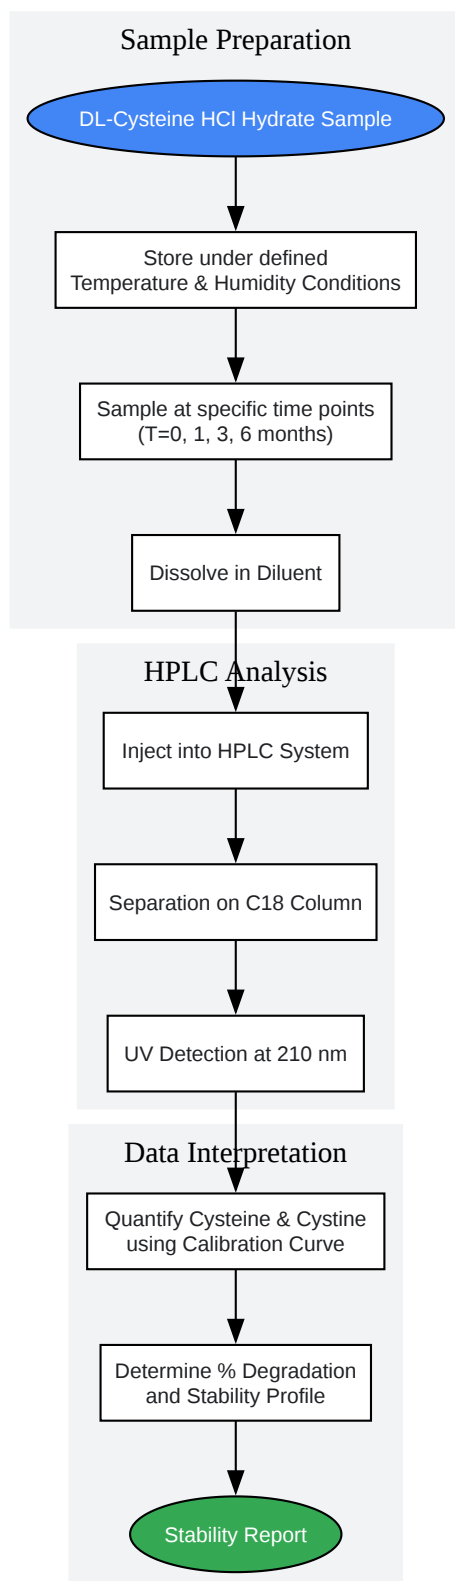 Sample Preparation
DL-Cysteine HCl Hydrate Sample
Store under defined
Temperature & Humidity Conditions
Sample at specific time points
(T=0, 1, 3, 6 months)
Dissolve in Diluent
HPLC Analysis
Inject into HPLC System
Separation on C18 Column
UV Detection at 210 nm
Data Interpretation
Quantify Cysteine & Cystine
using Calibration Curve
Determine % Degradation
and Stability Profile
Stability Report